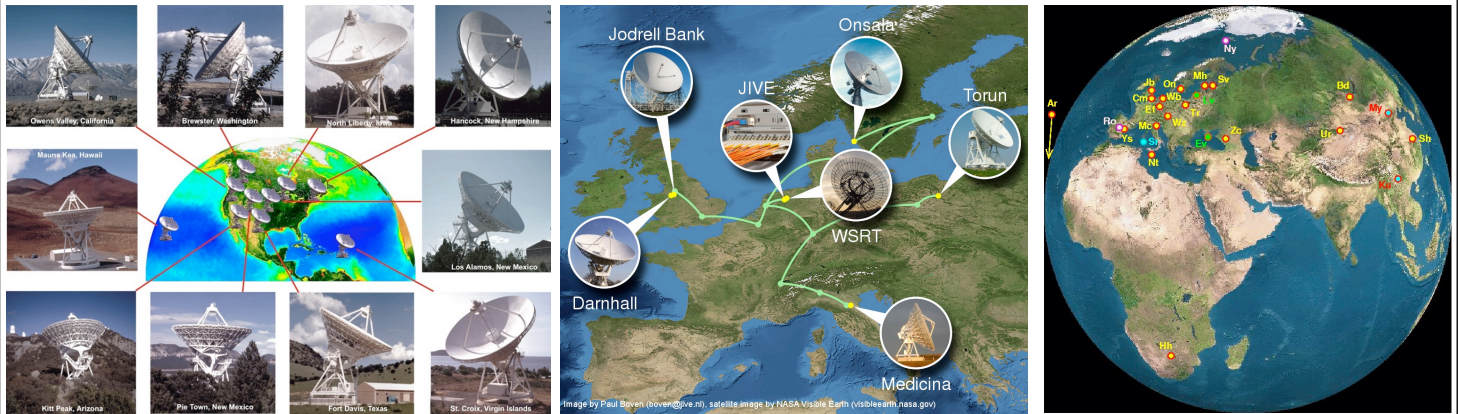 Owens Valley, California
Brewster, Washington
North Liberty, Iowa
Hancock, New Hampshire
Mauna Kea, Hawaii
Los Alamos, New Mexico
Kitt Peak, Arizona
Pie Town, New Mexico
Fort Davis, Texas
St. Croix, Virgin Islands
Jodrell Bank
Onsala
JIVE
Torun
WSRT
Darnhall
Medicina
Image by Paul Boven (boven@jive.nl), satellite image by NASA Visible Earth (visibleearth.nasa.gov)
Ny
Ar
Jb
On
Mh
Sv
Bd
Cm
Wb
Ef
Tr
My
Ro
Mc
Wz
Ys
Sr
Ev
Zc
Ur
Sh
Nt
Ku
Hh